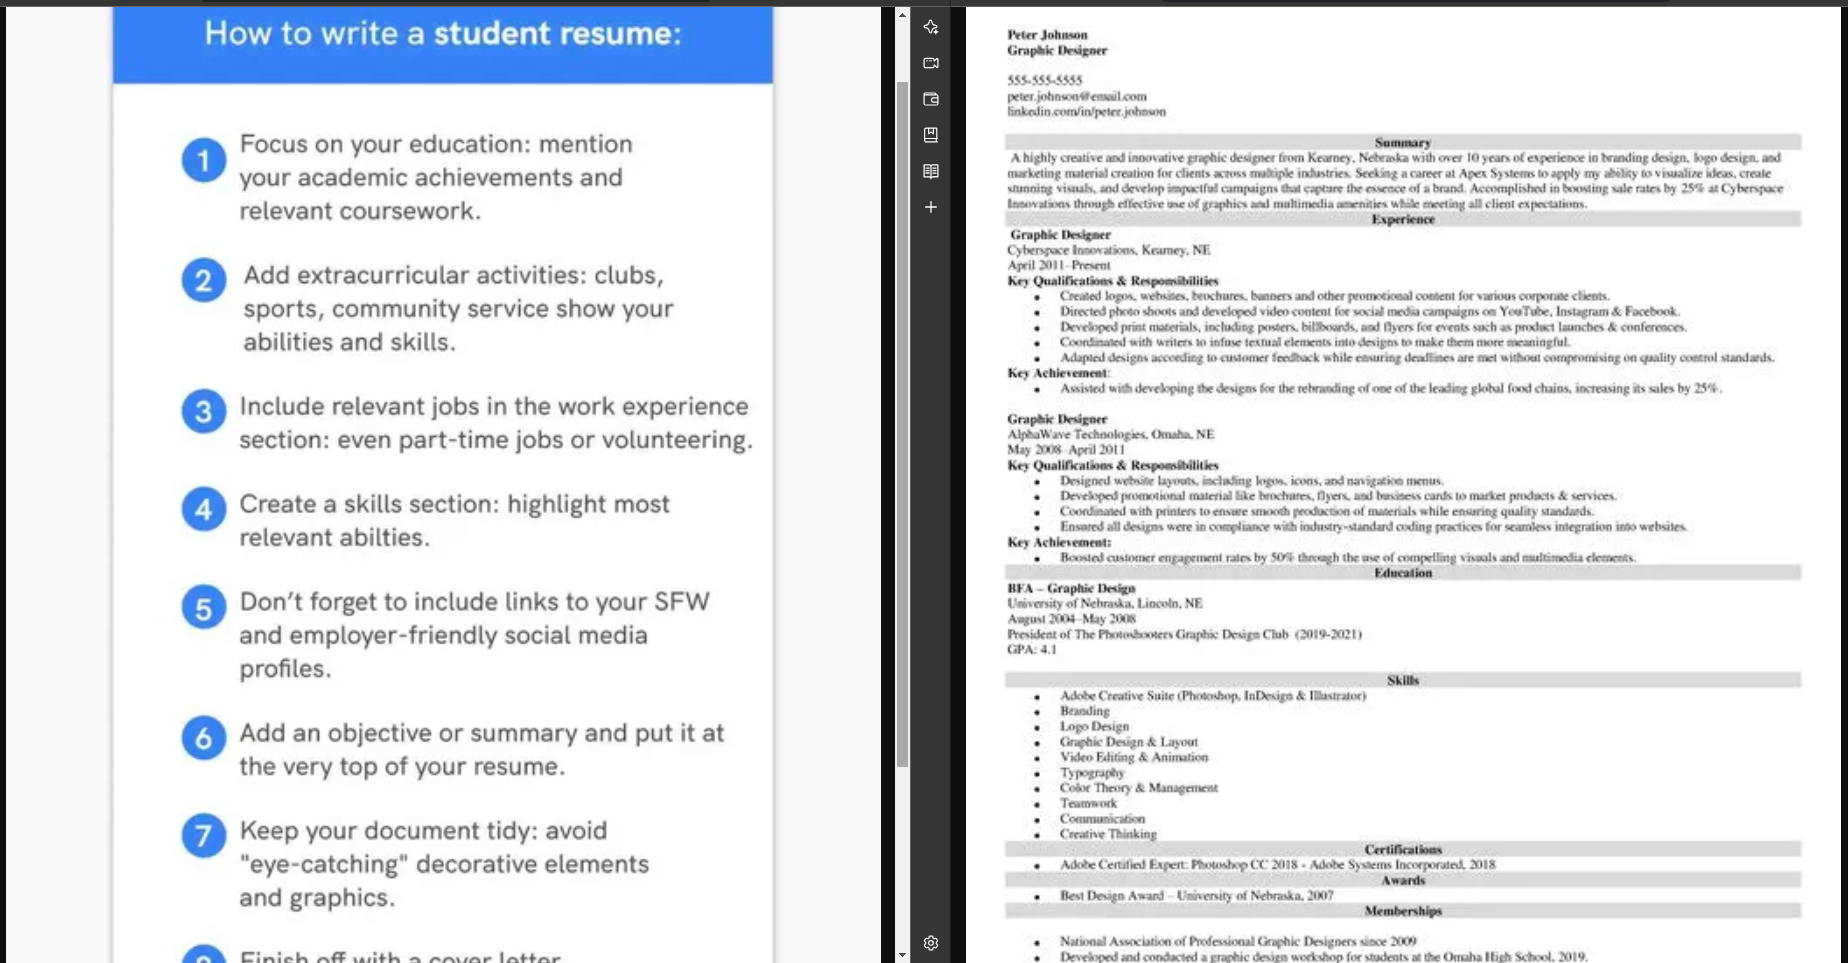 How to write a student resume:
1
Focus on your education: mention
your academic achievements and
relevant coursework.
2
Add extracurricular activities: clubs,
sports, community service show your
abilities and skills.
3
Include relevant jobs in the work experience
section: even part-time jobs or volunteering.
4
Create a skills section: highlight most
relevant abilties.
5
Don't forget to include links to your SFW
and employer-friendly social media
profiles.
6
Add an objective or summary and put it at
the very top of your resume.
7
Keep your document tidy: avoid
"eye-catching" decorative elements
and graphics.
8
Finish off with a cover letter
Peter Johnson
Graphic Designer
555-555-5555
peter.johnson@email.com
linkedin.com/in/peter.johnson
Summary
A highly creative and innovative graphic designer from Kearney, Nebraska with over 10 years of experience in branding design, logo design, and
marketing material creation for clients across multiple industries. Seeking a career at Apex Systems to apply my ability to visualize ideas, create
stunning visuals, and develop impactful campaigns that capture the essence of a brand. Accomplished in boosting sale rates by 25% at Cyberspace
Innovations through effective use of graphics and multimedia amenities while meeting all client expectations.
Experience
Graphic Designer
Cyberspace Innovations, Kearney, NE
April 2011–Present
Key Qualifications & Responsibilities
• Created logos, websites, brochures, banners and other promotional content for various corporate clients.
• Directed photo shoots and developed video content for social media campaigns on YouTube, Instagram & Facebook.
• Developed print materials, including posters, billboards, and flyers for events such as product launches & conferences.
• Coordinated with writers to infuse textual elements into designs to make them more meaningful.
• Adapted designs according to customer feedback while ensuring deadlines are met without compromising on quality control standards.
Key Achievement:
• Assisted with developing the designs for the rebranding of one of the leading global food chains, increasing its sales by 25%.
Graphic Designer
AlphaWave Technologies, Omaha, NE
May 2008–April 2011
Key Qualifications & Responsibilities
• Designed website layouts, including logos, icons, and navigation menus.
• Developed promotional material like brochures, flyers, and business cards to market products & services.
• Coordinated with printers to ensure smooth production of materials while ensuring quality standards.
• Ensured all designs were in compliance with industry-standard coding practices for seamless integration into websites.
Key Achievement:
• Boosted customer engagement rates by 50% through the use of compelling visuals and multimedia elements.
Education
BFA – Graphic Design
University of Nebraska, Lincoln, NE
August 2004–May 2008
President of The Photoshooters Graphic Design Club (2019-2021)
GPA: 4.1
Skills
• Adobe Creative Suite (Photoshop, InDesign & Illustrator)
• Branding
• Logo Design
• Graphic Design & Layout
• Video Editing & Animation
• Typography
• Color Theory & Management
• Teamwork
• Communication
• Creative Thinking
Certifications
• Adobe Certified Expert: Photoshop CC 2018 - Adobe Systems Incorporated, 2018
Awards
• Best Design Award – University of Nebraska, 2007
Memberships
• National Association of Professional Graphic Designers since 2009
• Developed and conducted a graphic design workshop for students at the Omaha High School, 2019.